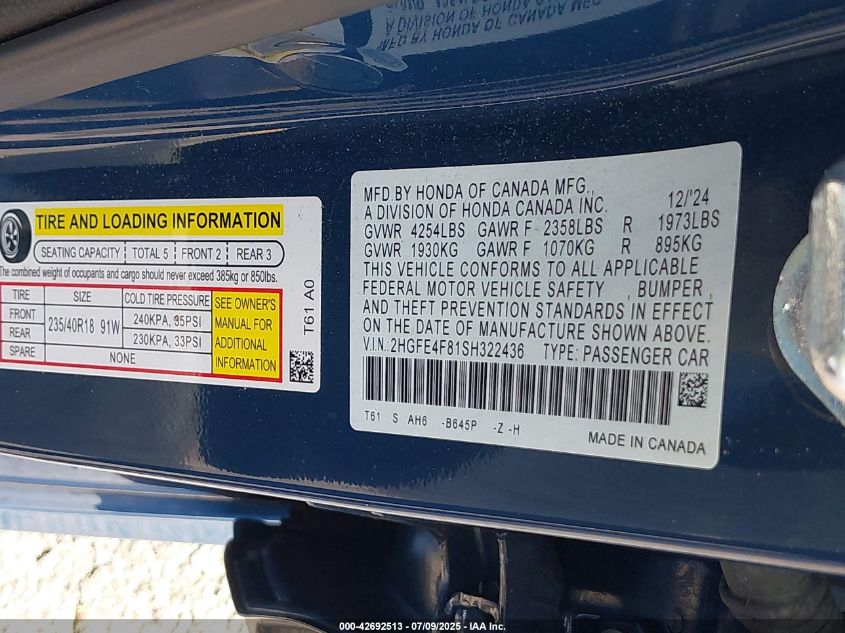 TIRE AND LOADING INFORMATION
SEATING CAPACITY TOTAL 5 FRONT 2 REAR 3
The combined weight of occupants and cargo should never exceed 385kg or 850lbs.
TIRE SIZE COLD TIRE PRESSURE
FRONT 235/40R18 91W 240KPA, 35PSI
REAR 230KPA, 33PSI
SPARE NONE
SEE OWNER'S
MANUAL FOR
ADDITIONAL
INFORMATION
T61 A0
MFD.BY HONDA OF CANADA MFG., 12/'24
A DIVISION OF HONDA CANADA INC.
GVWR 4254LBS GAWR F 2358LBS R 1973LBS
GVWR 1930KG GAWR F 1070KG R 895KG
THIS VEHICLE CONFORMS TO ALL APPLICABLE
FEDERAL MOTOR VEHICLE SAFETY , BUMPER ,
AND THEFT PREVENTION STANDARDS IN EFFECT
ON THE DATE OF MANUFACTURE SHOWN ABOVE.
V.I.N.:2HGFE4F81SH322436 TYPE: PASSENGER CAR
T61 S AH6 -B645P -Z -H
MADE IN CANADA
000-42692513 - 07/09/2025 - IAA Inc.